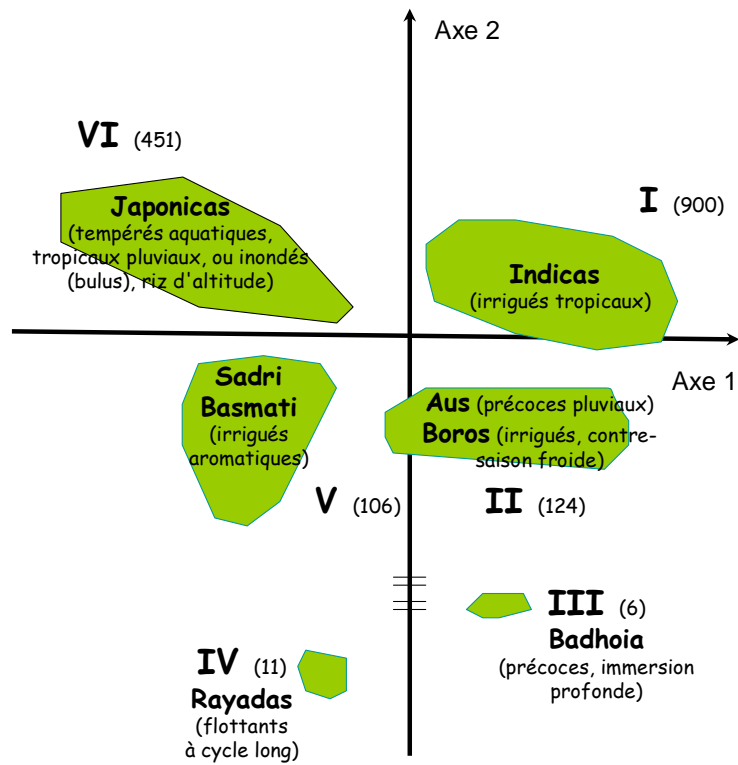 Axe 2
VI (451)
Japonicas
(tempérés aquatiques,
tropicaux pluviaux, ou inondés
(bulus), riz d'altitude)
I (900)
Indicas
(irrigués tropicaux)
Axe 1
Sadri
Basmati
(irrigués
aromatiques)
V (106)
Aus (précoces pluviaux)
Boros (irrigués, contre-
saison froide)
II (124)
III (6)
Badhoia
(précoces, immersion
profonde)
IV (11)
Rayadas
(flottants
à cycle long)